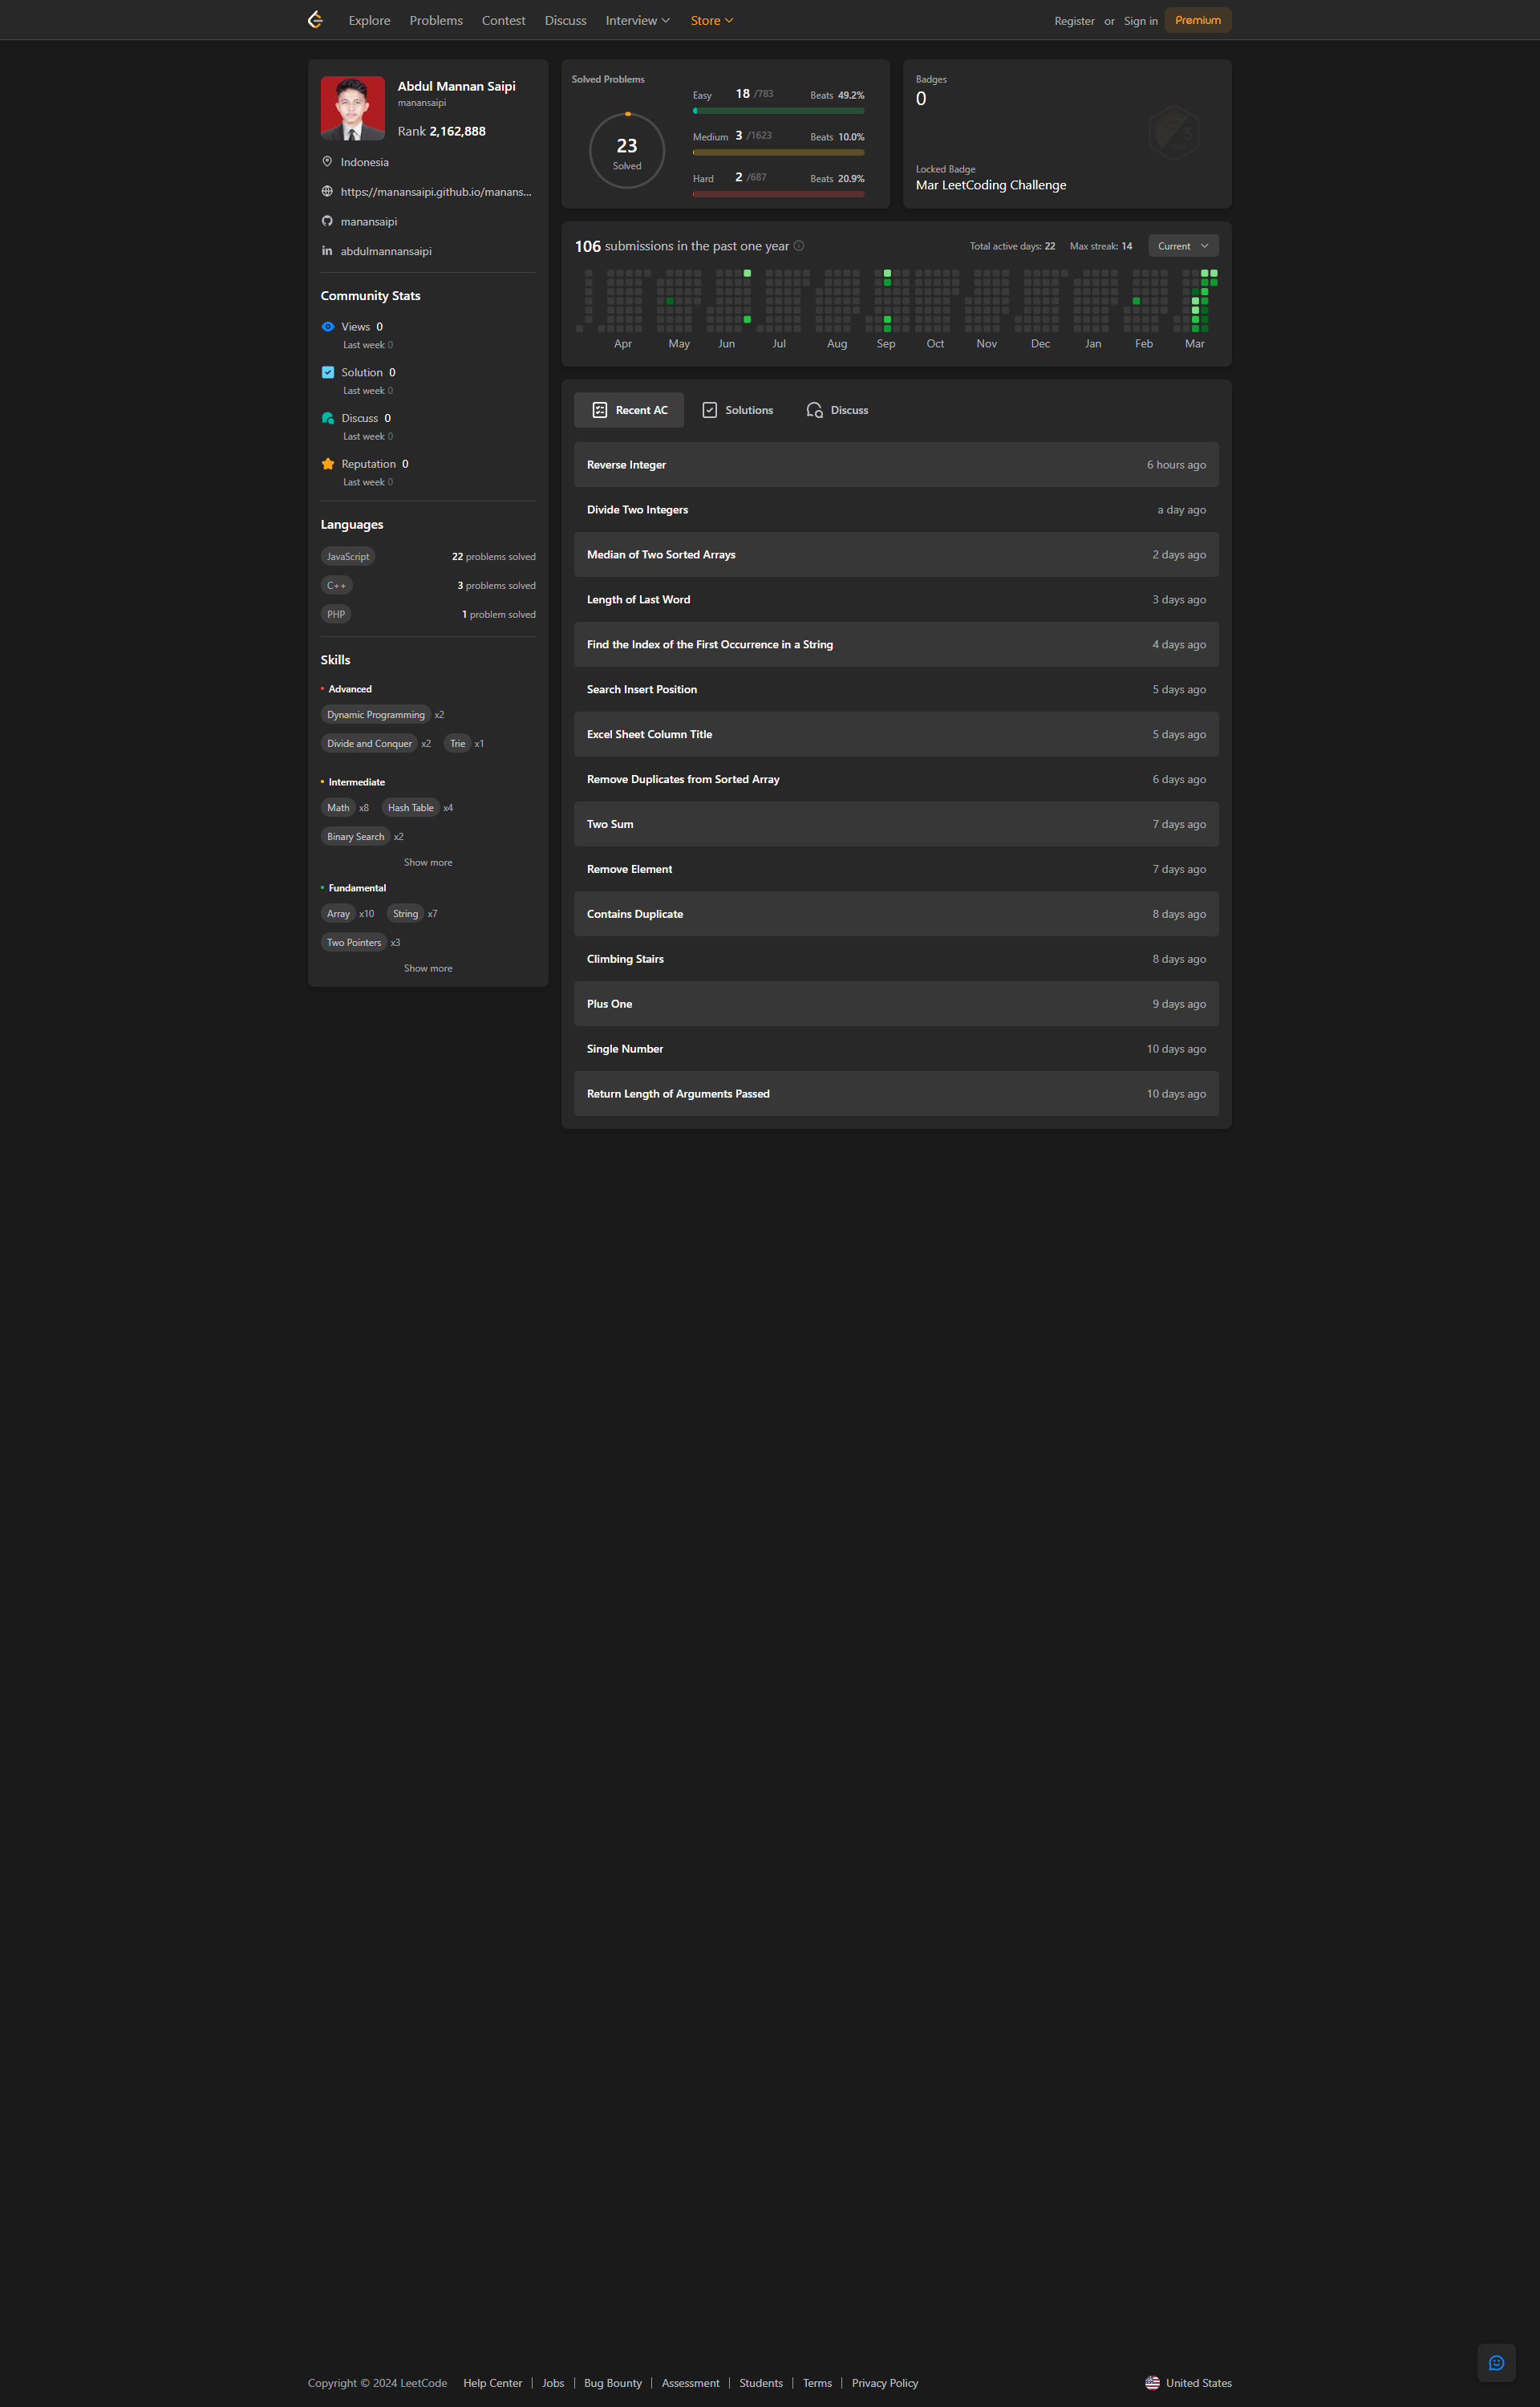 Explore Problems Contest Discuss Interview Store Register or Sign in Premium
Abdul Mannan Saipi
manansaipi
Rank 2,162,888
Indonesia
https://manansaipi.github.io/manans...
manansaipi
abdulmannansaipi
Community Stats
Views 0
Last week 0
Solution 0
Last week 0
Discuss 0
Last week 0
Reputation 0
Last week 0
Languages
JavaScript 22 problems solved
C++ 3 problems solved
PHP 1 problem solved
Skills
Advanced
Dynamic Programming x2
Divide and Conquer x2 Trie x1
Intermediate
Math x8 Hash Table x4
Binary Search x2
Show more
Fundamental
Array x10 String x7
Two Pointers x3
Show more
Solved Problems
23
Solved
Easy 18 /783 Beats 49.2%
Medium 3 /1623 Beats 10.0%
Hard 2 /687 Beats 20.9%
Badges
0
Locked Badge
Mar LeetCoding Challenge
106 submissions in the past one year Total active days: 22 Max streak: 14 Current
Apr May Jun Jul Aug Sep Oct Nov Dec Jan Feb Mar
Recent AC Solutions Discuss
Reverse Integer 6 hours ago
Divide Two Integers a day ago
Median of Two Sorted Arrays 2 days ago
Length of Last Word 3 days ago
Find the Index of the First Occurrence in a String 4 days ago
Search Insert Position 5 days ago
Excel Sheet Column Title 5 days ago
Remove Duplicates from Sorted Array 6 days ago
Two Sum 7 days ago
Remove Element 7 days ago
Contains Duplicate 8 days ago
Climbing Stairs 8 days ago
Plus One 9 days ago
Single Number 10 days ago
Return Length of Arguments Passed 10 days ago
Copyright © 2024 LeetCode Help Center | Jobs | Bug Bounty | Assessment | Students | Terms | Privacy Policy United States